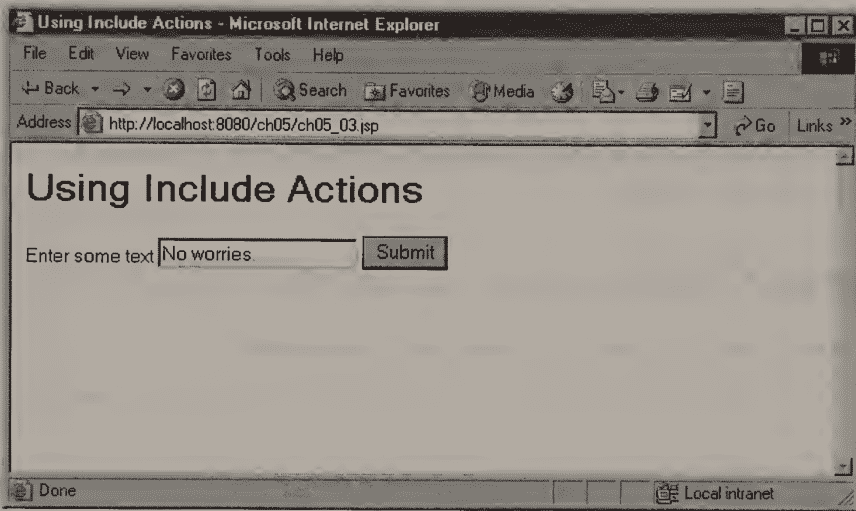 Using Include Actions - Microsoft Internet Explorer
File Edit View Favorites Tools Help
Back Search Favorites Media
Address http://localhost:8080/ch05/ch05_03.jsp Go Links »
Using Include Actions
Enter some text No worries. Submit
Done Local intranet